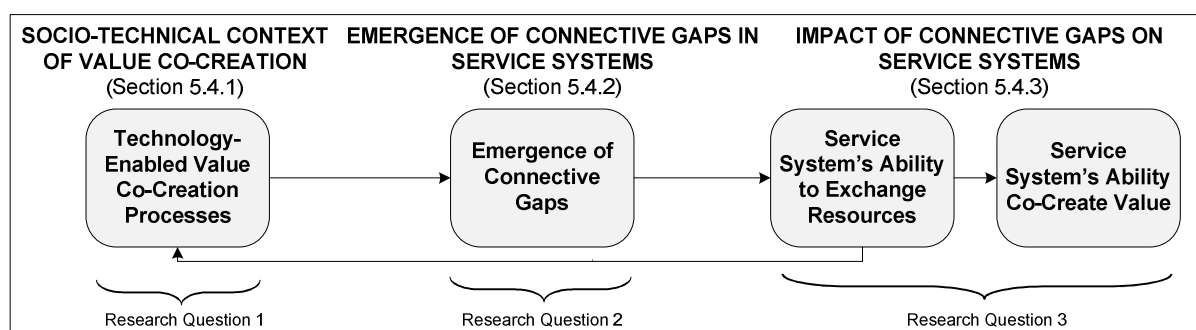 SOCIO-TECHNICAL CONTEXT
OF VALUE CO-CREATION
(Section 5.4.1)
EMERGENCE OF CONNECTIVE GAPS IN
SERVICE SYSTEMS
(Section 5.4.2)
IMPACT OF CONNECTIVE GAPS ON
SERVICE SYSTEMS
(Section 5.4.3)
Technology-
Enabled Value
Co-Creation
Processes
Emergence of
Connective
Gaps
Service
System's Ability
to Exchange
Resources
Service
System's Ability
Co-Create Value
Research Question 1
Research Question 2
Research Question 3